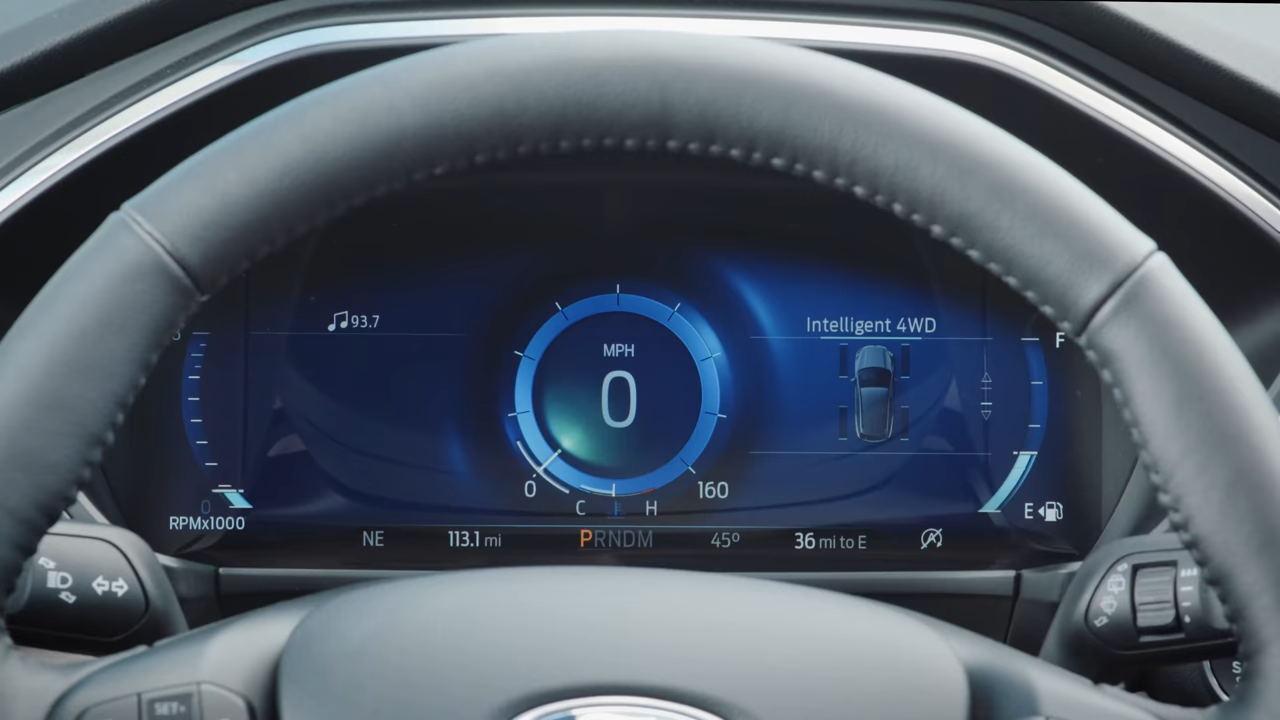 93.7
Intelligent 4WD
F
MPH
0
0
160
0
C
H
E
RPMx1000
NE
113.1 mi
PRNDM
45º
36 mi to E
SET+